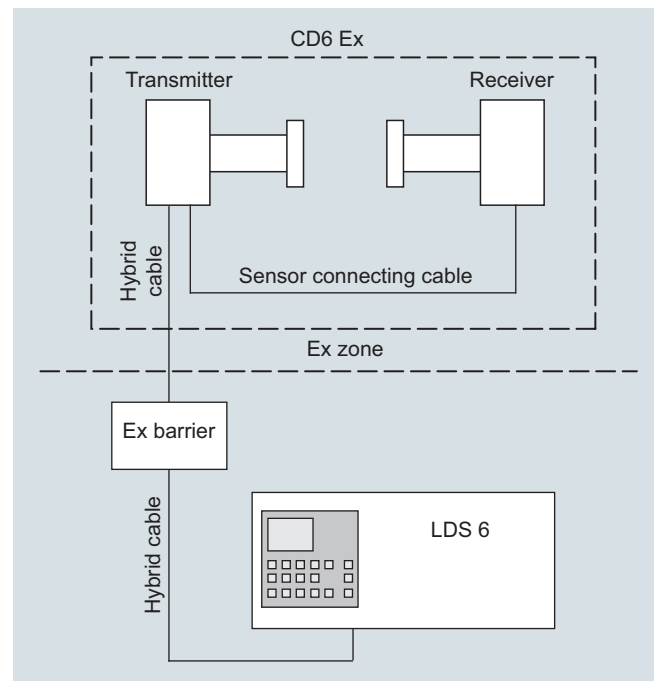 CD6 Ex
Transmitter
Receiver
Hybrid
cable
Sensor connecting cable
Ex zone
Ex barrier
Hybrid cable
LDS 6